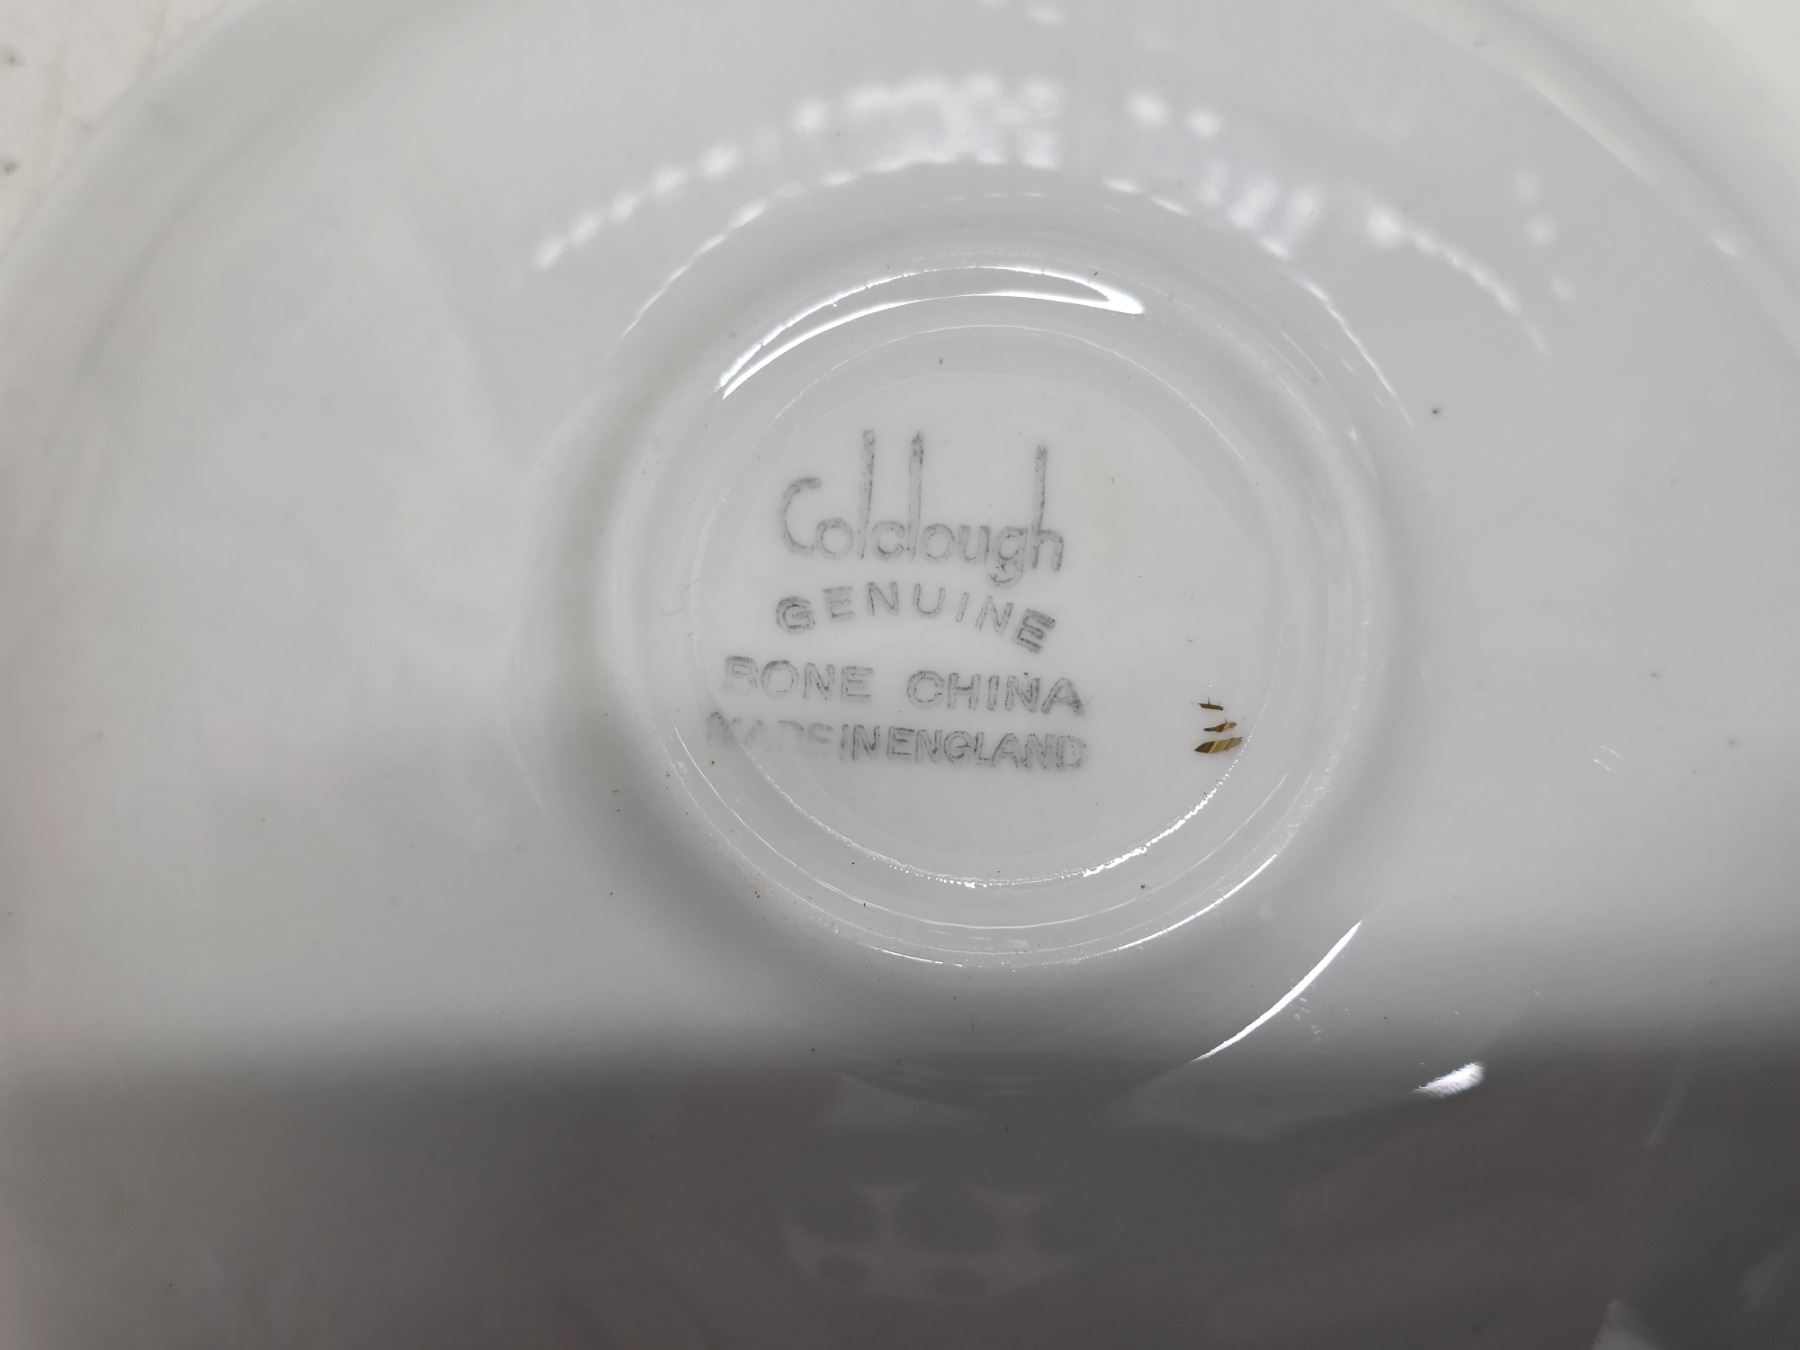 Colclough
GENUINE
BONE CHINA
MADE IN ENGLAND